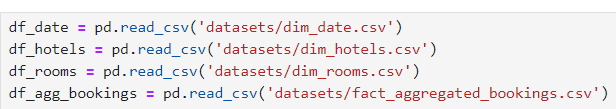 df_date = pd.read_csv('datasets/dim_date.csv')
df_hotels = pd.read_csv('datasets/dim_hotels.csv')
df_rooms = pd.read_csv('datasets/dim_rooms.csv')
df_agg_bookings = pd.read_csv('datasets/fact_aggregated_bookings.csv')